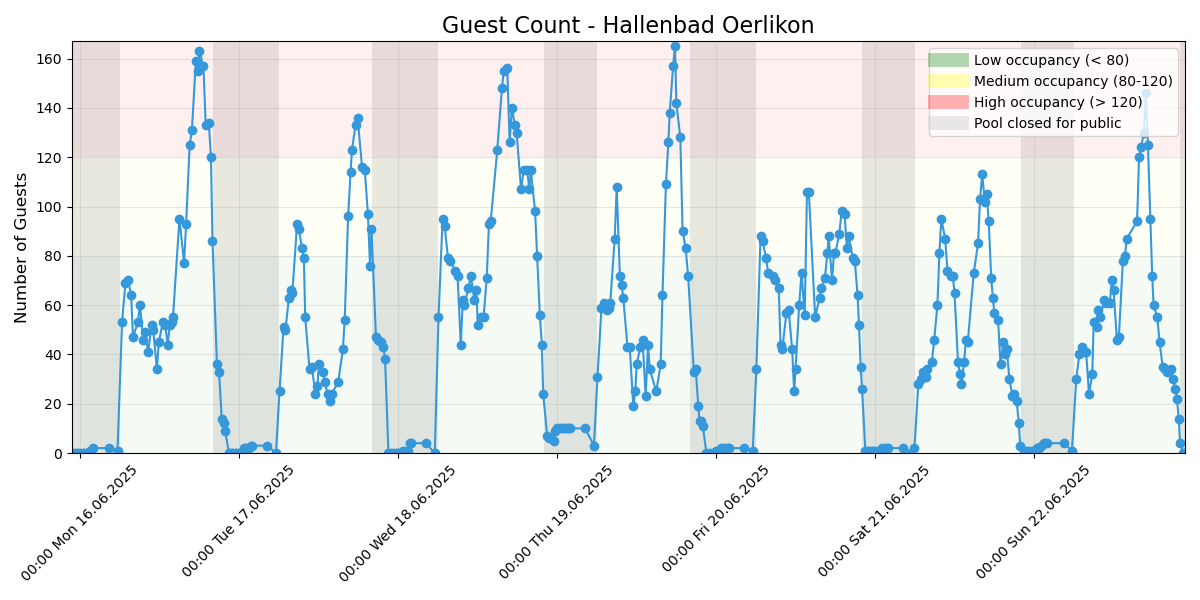 Guest Count - Hallenbad Oerlikon
Number of Guests
160
140
120
100
80
60
40
20
0
Low occupancy (< 80)
Medium occupancy (80-120)
High occupancy (> 120)
Pool closed for public
00:00 Mon 16.06.2025
00:00 Tue 17.06.2025
00:00 Wed 18.06.2025
00:00 Thu 19.06.2025
00:00 Fri 20.06.2025
00:00 Sat 21.06.2025
00:00 Sun 22.06.2025